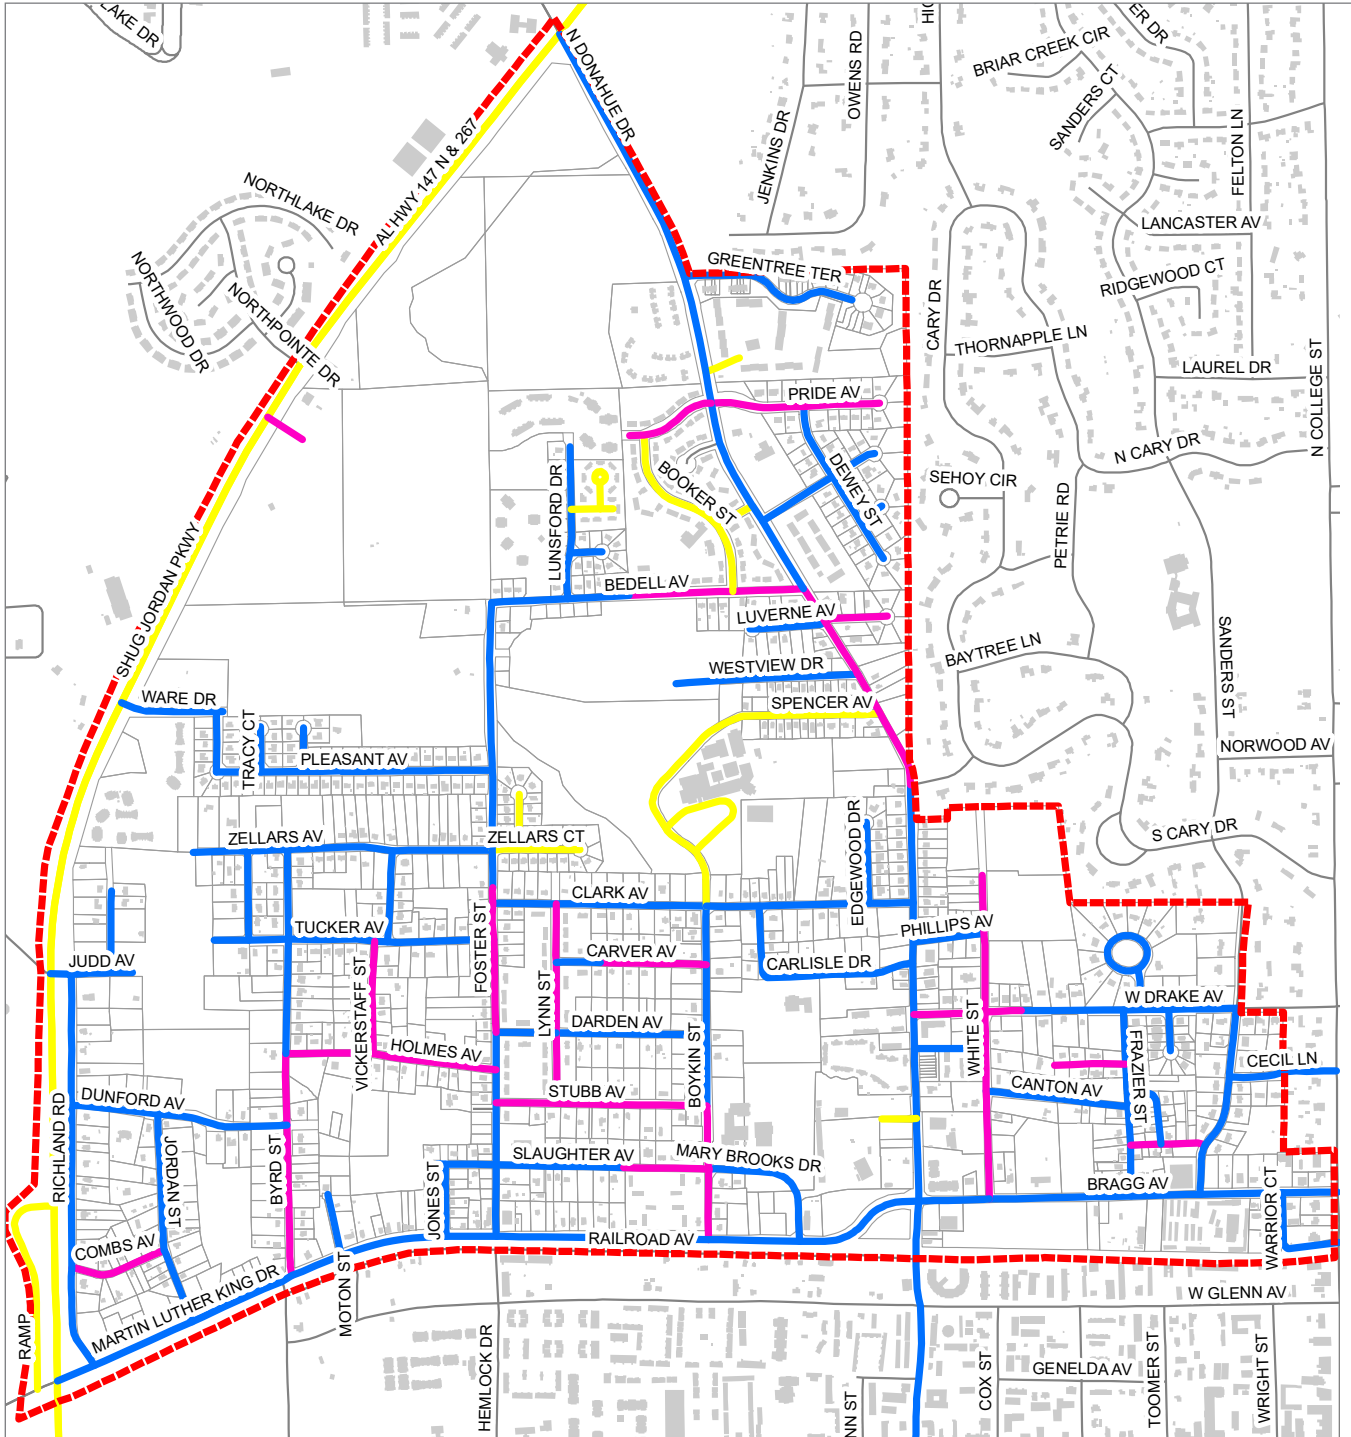 LAKE DR
N DONAHUE DR
OWENS RD
HIC
ER DR
BRIAR CREEK CIR
SANDERS CT
FELTON LN
JENKINS DR
AL HWY 147 N & 267
NORTHLAKE DR
LANCASTER AV
NORTHWOOD DR
NORTHPOINTE DR
GREENTREE TER
RIDGEWOOD CT
CARY DR
THORNAPPLE LN
LAUREL DR
N COLLEGE ST
PRIDE AV
N CARY DR
LUNSFORD DR
BOOKER ST
DEWEY ST
SEHOY CIR
PETRIE RD
SHUG JORDAN PKWY
BEDELL AV
LUVERNE AV
WESTVIEW DR
BAYTREE LN
SANDERS ST
WARE DR
SPENCER AV
TRACY CT
PLEASANT AV
NORWOOD AV
ZELLARS AV
ZELLARS CT
EDGEWOOD DR
S CARY DR
CLARK AV
TUCKER AV
FOSTER ST
PHILLIPS AV
JUDD AV
CARVER AV
CARLISLE DR
VICKERSTAFF ST
LYNN ST
W DRAKE AV
DARDEN AV
WHITE ST
HOLMES AV
BOYKIN ST
FRAZIER ST
CECIL LN
DUNFORD AV
STUBB AV
CANTON AV
RICHLAND RD
JORDAN ST
BYRD ST
JONES ST
SLAUGHTER AV
MARY BROOKS DR
BRAGG AV
WARRIOR CT
COMBS AV
RAILROAD AV
MARTIN LUTHER KING DR
MOTON ST
W GLENN AV
RAMP
HEMLOCK DR
NN ST
COX ST
GENELDA AV
TOOMER ST
WRIGHT ST